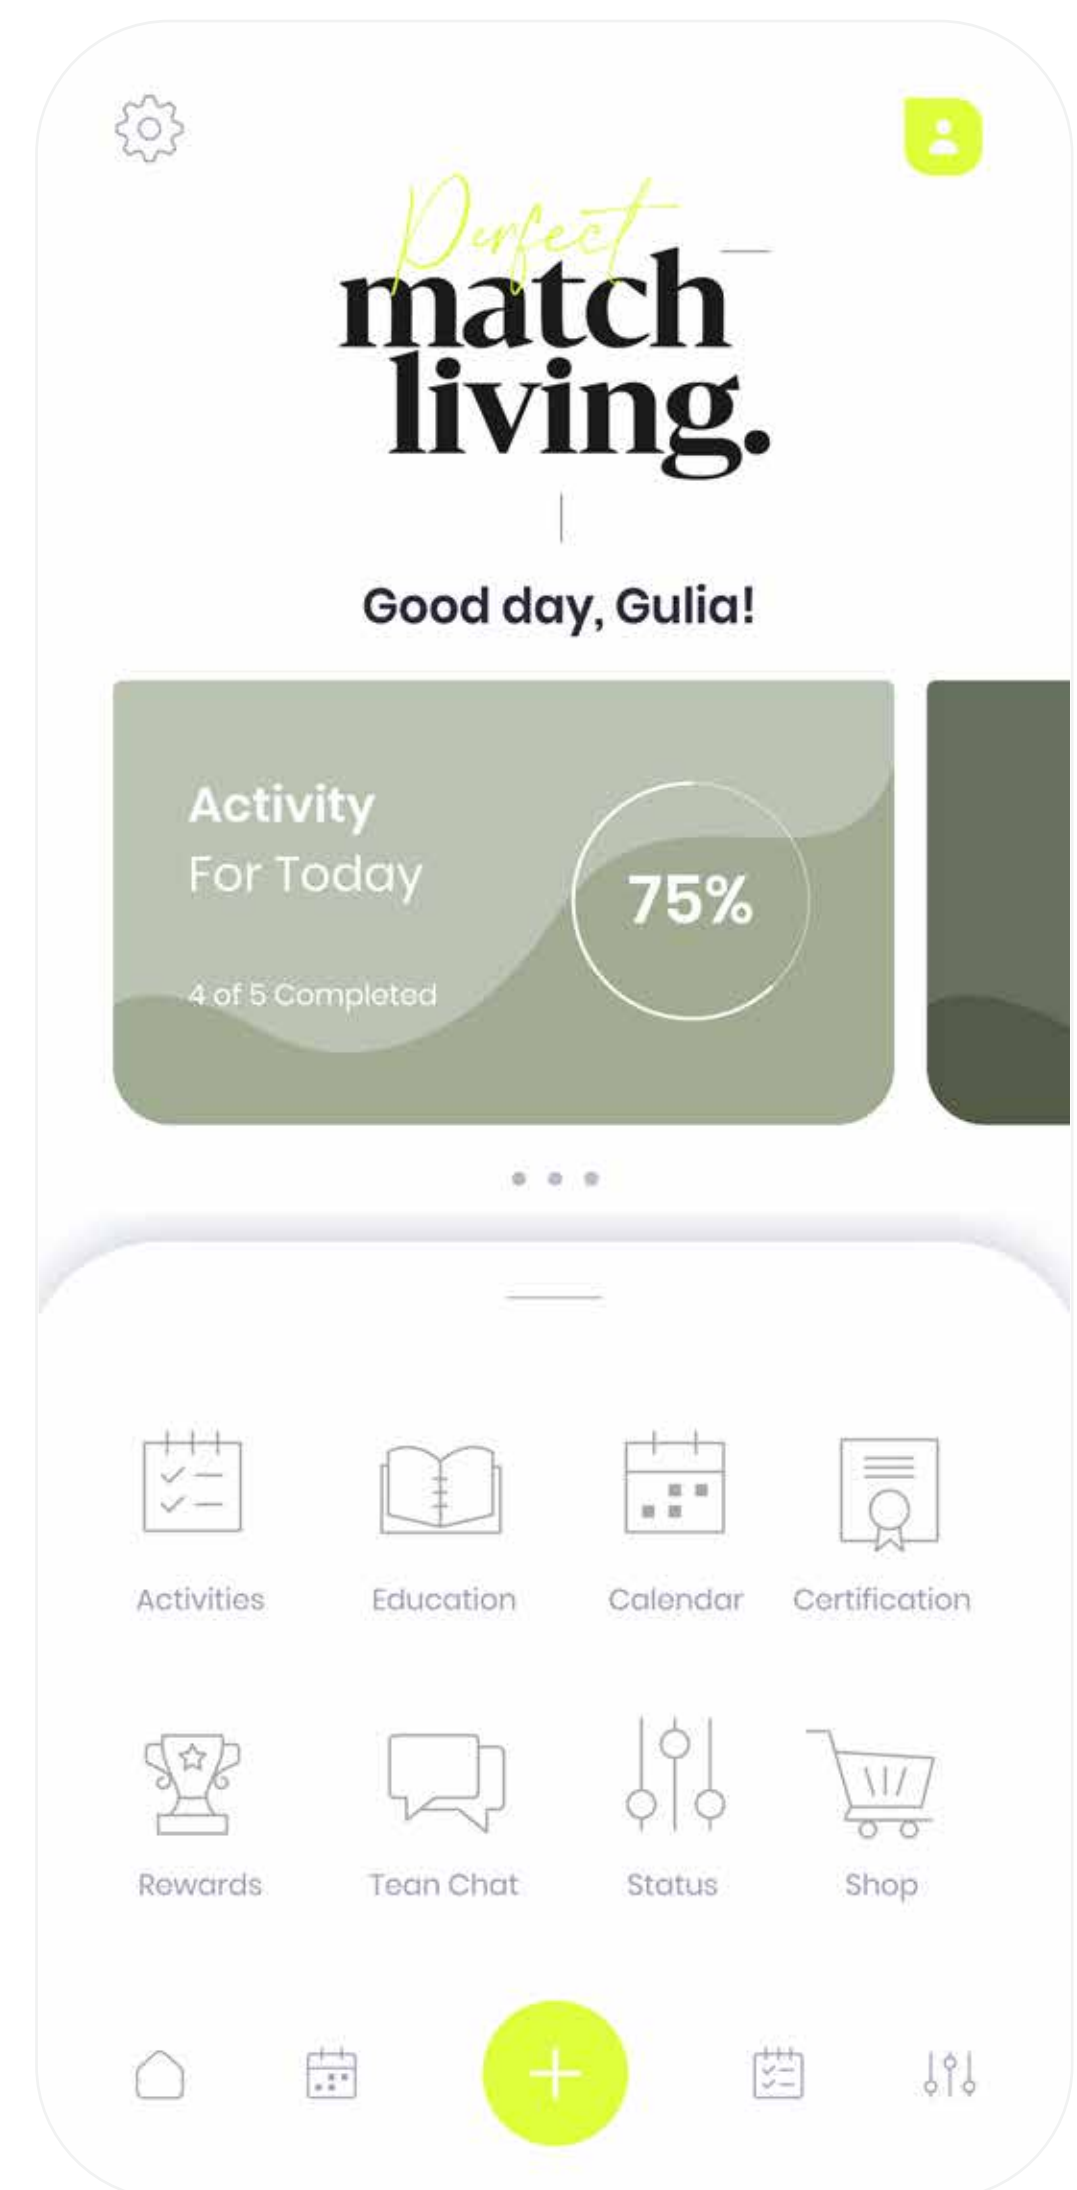 Perfect
match
living.
Good day, Gulia!
Activity
For Today
75%
4 of 5 Completed
Activities
Education
Calendar
Certification
Rewards
Tean Chat
Status
Shop